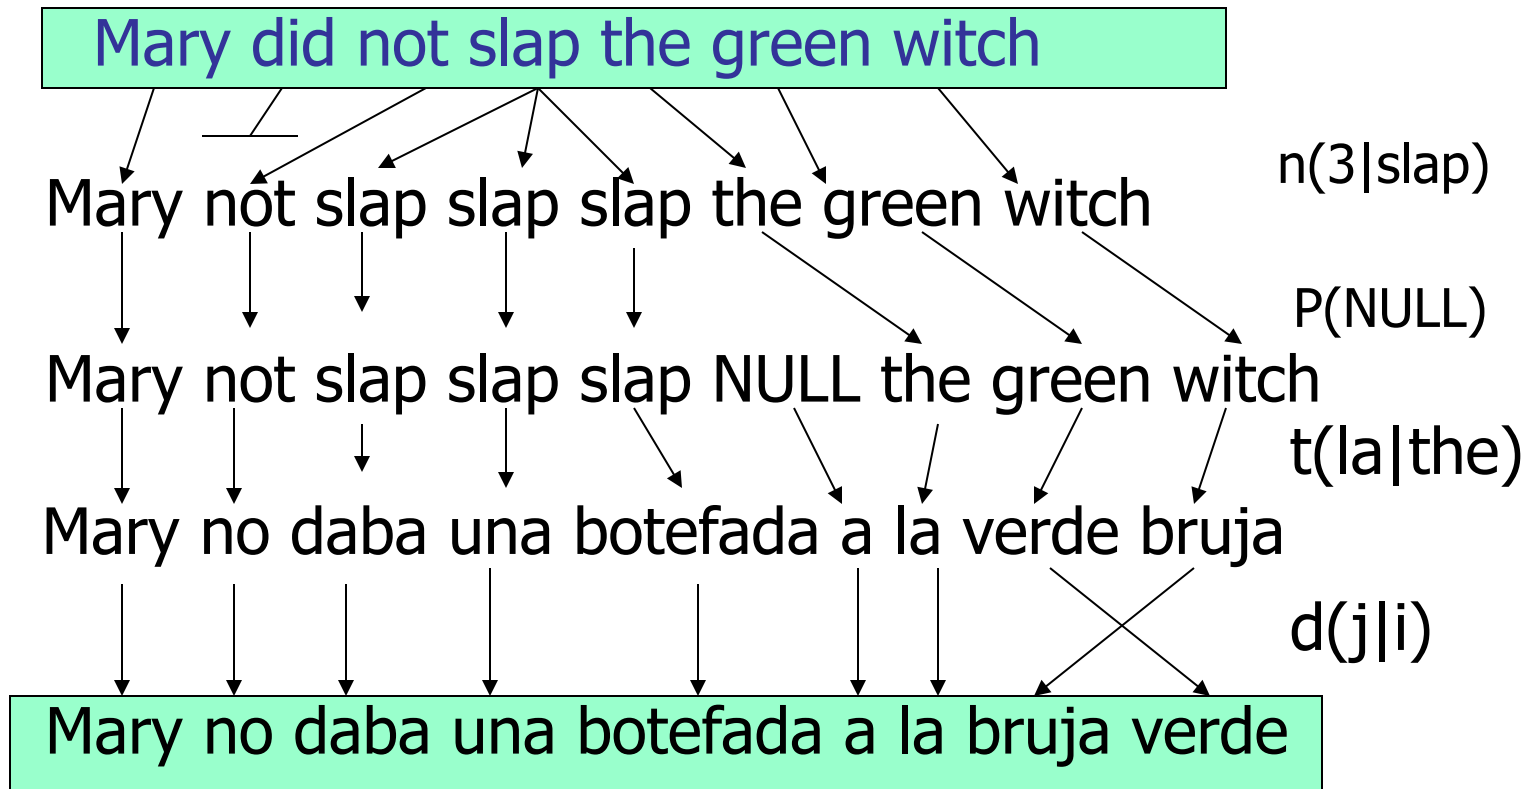 Mary did not slap the green witch
n(3|slap)
Mary not slap slap slap the green witch
P(NULL)
Mary not slap slap slap NULL the green witch
t(la|the)
Mary no daba una botefada a la verde bruja
d(j|i)
Mary no daba una botefada a la bruja verde